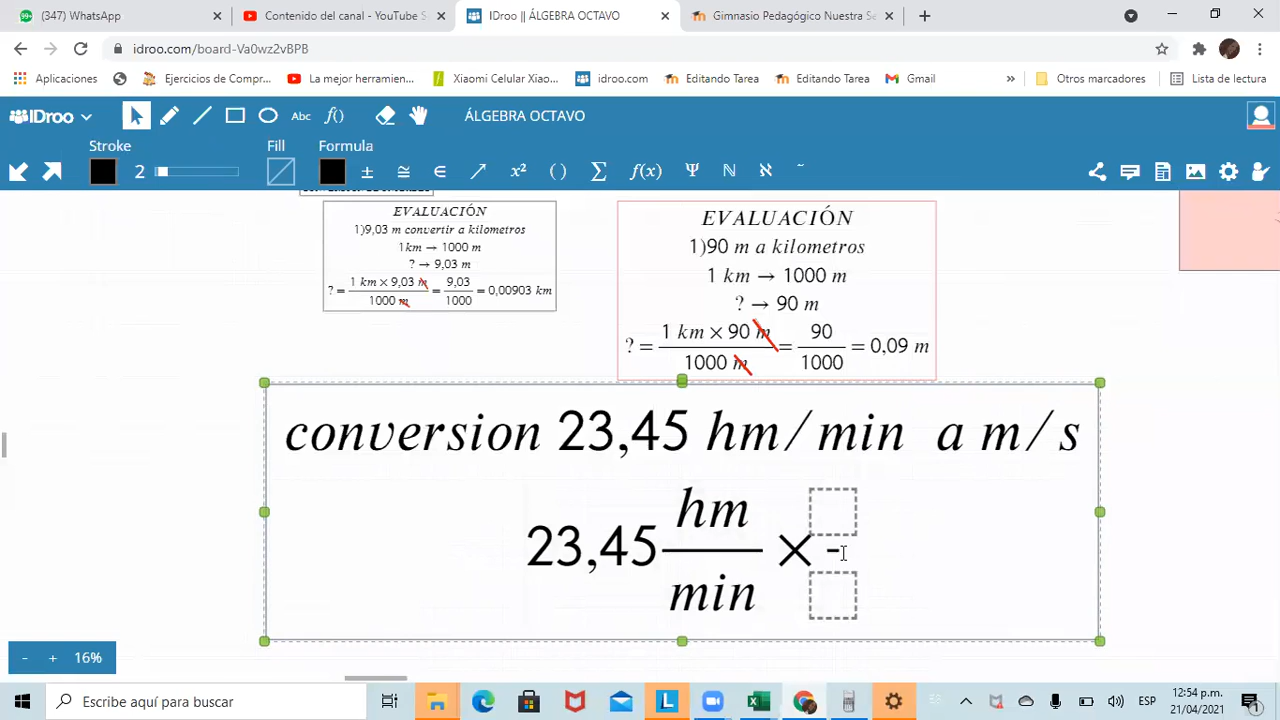 (347) WhatsApp
Contenido del canal - YouTube S
IDroo || ÁLGEBRA OCTAVO
Gimnasio Pedagógico Nuestra Se
idroo.com/board-Va0wz2vBPB
Aplicaciones
Ejercicios de Compr...
La mejor herramien...
Xiaomi Celular Xiao...
idroo.com
Editando Tarea
Editando Tarea
Gmail
»
Otros marcadores
Lista de lectura
IDroo
Abc
f()
ÁLGEBRA OCTAVO
Stroke
Fill
Formula
2
± ≅ ∈ x² ( ) ∑ f(x) Ψ ℕ ℵ
EVALUACIÓN
1)9,03 m convertir a kilometros
1km → 1000 m
? → 9,03 m
? = 1 km × 9,03 m / 1000 m = 9,03 / 1000 = 0,00903 km
EVALUACIÓN
1)90 m a kilometros
1 km → 1000 m
? → 90 m
? = 1 km × 90 m / 1000 m = 90 / 1000 = 0,09 m
conversion 23,45 hm/min a m/s
23,45 hm / min ×
- + 16%
Escribe aquí para buscar
ESP
12:54 p.m.
21/04/2021